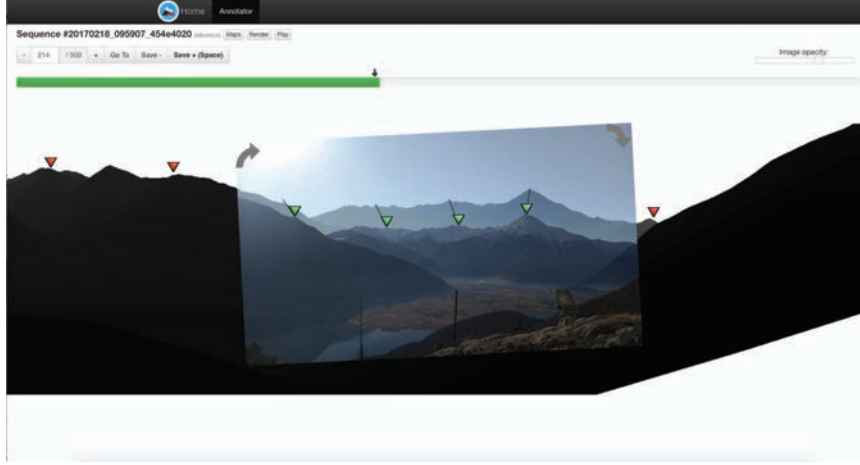 Home Annotator
Sequence #20170218_095907_454e4020 Maps Render Play
- 214 / 500 + Go To Save - Save + (Space)
Image opacity: